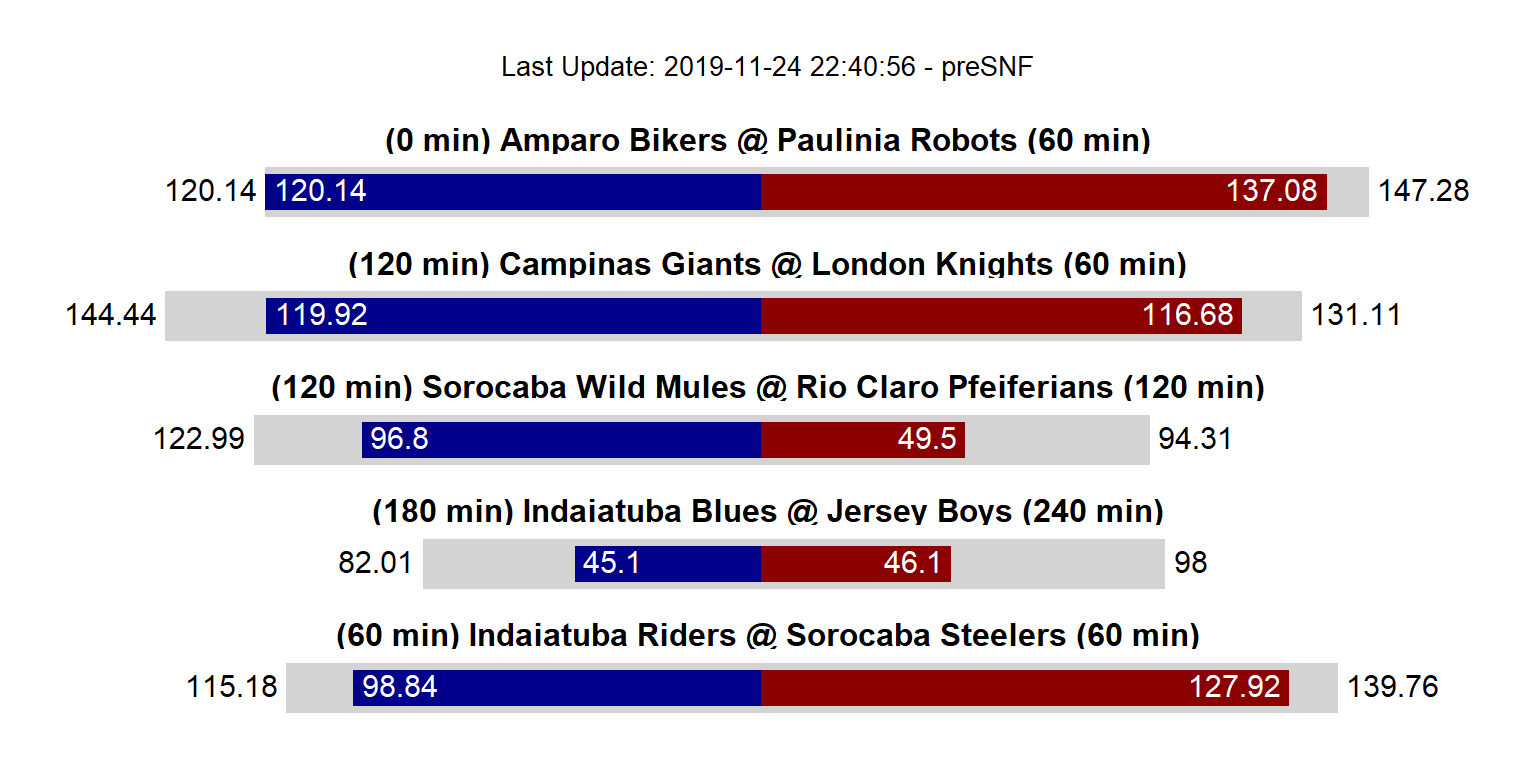 Last Update: 2019-11-24 22:40:56 - preSNF
(0 min) Amparo Bikers @ Paulinia Robots (60 min)
120.14 120.14 137.08 147.28
(120 min) Campinas Giants @ London Knights (60 min)
144.44 119.92 116.68 131.11
(120 min) Sorocaba Wild Mules @ Rio Claro Pfeiferians (120 min)
122.99 96.8 49.5 94.31
(180 min) Indaiatuba Blues @ Jersey Boys (240 min)
82.01 45.1 46.1 98
(60 min) Indaiatuba Riders @ Sorocaba Steelers (60 min)
115.18 98.84 127.92 139.76